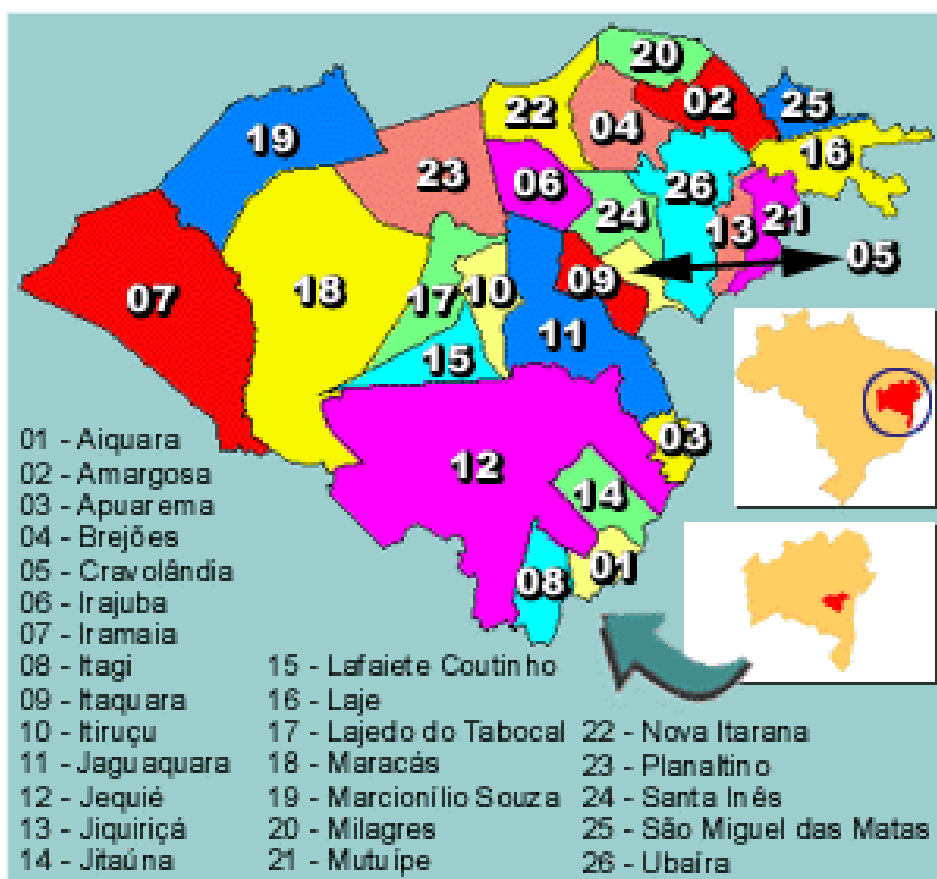 20
02
25
22
04
16
19
23
06
26
24
13
21
05
09
07
18
17
10
11
15
03
12
14
01
08
01 - Aiquara
02 - Amargosa
03 - Apuarema
04 - Brejões
05 - Cravolândia
06 - Irajuba
07 - Iramaia
08 - Itagi
09 - Itaquara
10 - Itiruçu
11 - Jaguaquara
12 - Jequié
13 - Jiquiriçá
14 - Jitaúna
15 - Lafaiete Coutinho
16 - Laje
17 - Lajedo do Tabocal
18 - Maracás
19 - Marcionílio Souza
20 - Milagres
21 - Mutuípe
22 - Nova Itarana
23 - Planaltino
24 - Santa Inês
25 - São Miguel das Matas
26 - Ubaíra